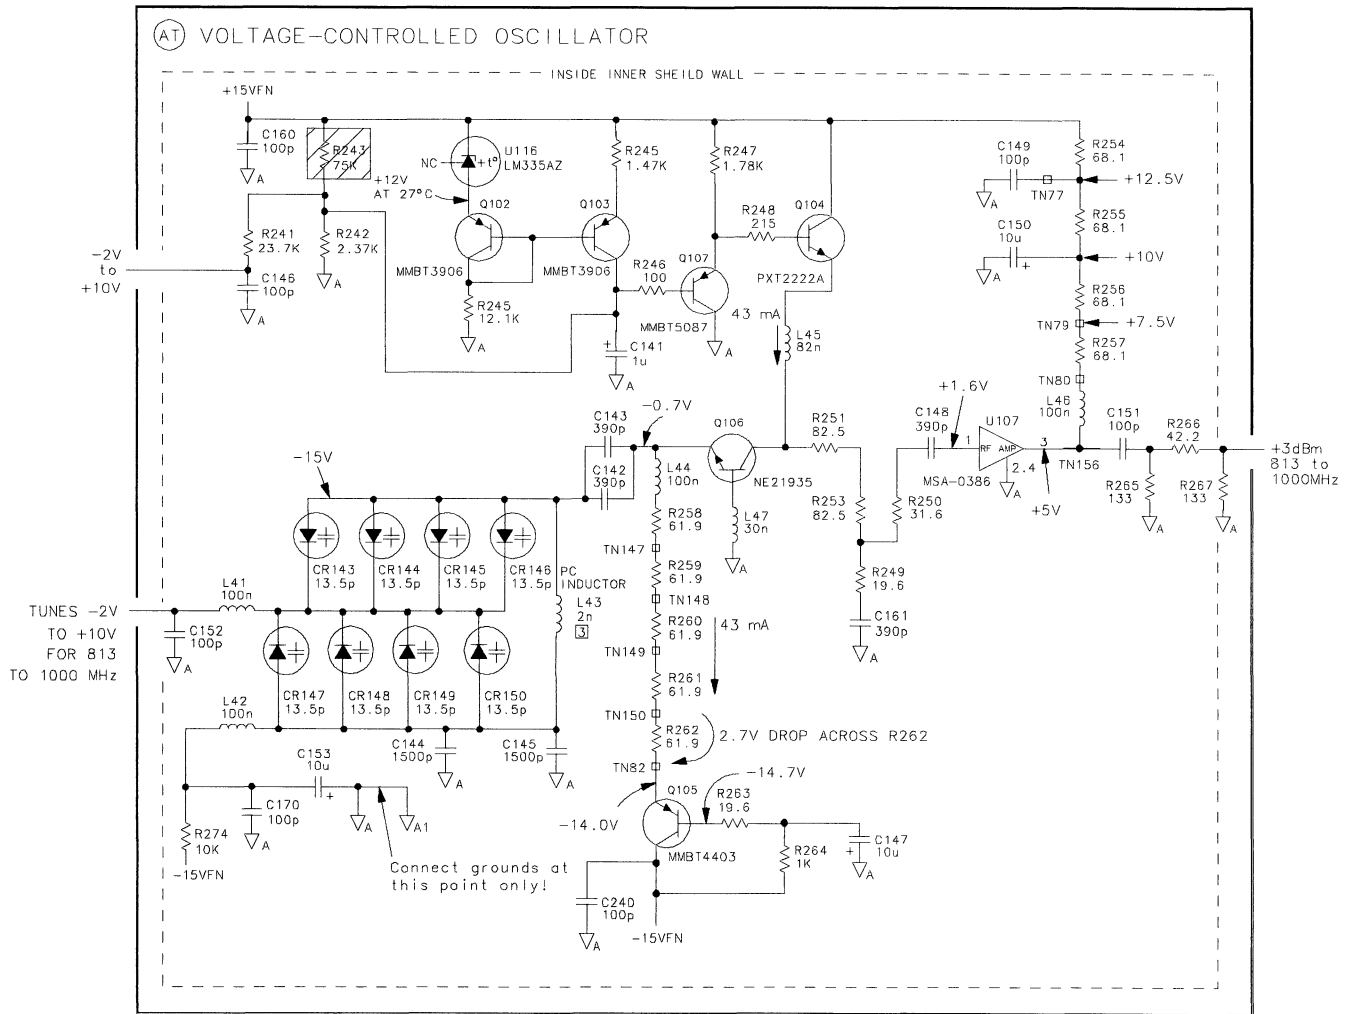 AT VOLTAGE-CONTROLLED OSCILLATOR
INSIDE INNER SHEILD WALL
+15VFN
C160
100p
A
R243
75K
+12V
AT 27°C
NC
+t°
U116
LM335AZ
R245
1.47K
R247
1.78K
C149
100p
A
TN77
R254
68.1
+12.5V
Q102
MMBT3906
Q103
MMBT3906
R248
215
Q104
PXT2222A
R255
68.1
C150
10u
+
A
+10V
-2V
to
+10V
R241
23.7K
R242
2.37K
A
C146
100p
A
R245
12.1K
A
R246
100
Q107
MMBT5087
A
43 mA
L45
82n
R256
68.1
TN79
+7.5V
R257
68.1
+
C141
1u
A
TN80
L46
100n
-0.7V
C143
390p
C142
390p
Q106
NE21935
R251
82.5
C148
390p
+1.6V
1
U107
RF AMP
3
2.4
MSA-0386
A
+5V
TN156
C151
100p
R266
42.2
R265
133
A
R267
133
A
+3dBm
813 to
1000MHz
-15V
L44
100n
L47
30n
A
R253
82.5
R250
31.6
R258
61.9
TN147
CR143
13.5p
CR144
13.5p
CR145
13.5p
CR146
13.5p
PC
INDUCTOR
L43
2n
3
R259
61.9
TN148
R249
19.6
C161
390p
A
TUNES -2V
TO +10V
FOR 813
TO 1000 MHz
L41
100n
C152
100p
A
R260
61.9
43 mA
TN149
CR147
13.5p
CR148
13.5p
CR149
13.5p
CR150
13.5p
R261
61.9
TN150
L42
100n
C144
1500p
A
C145
1500p
A
R262
61.9
2.7V DROP ACROSS R262
TN82
C153
10u
+
C170
100p
A
A
A1
-14.0V
Q105
MMBT4403
-14.7V
R263
19.6
R264
1K
C147
10u
+
A
R274
10K
-15VFN
Connect grounds at
this point only!
C240
100p
A
-15VFN